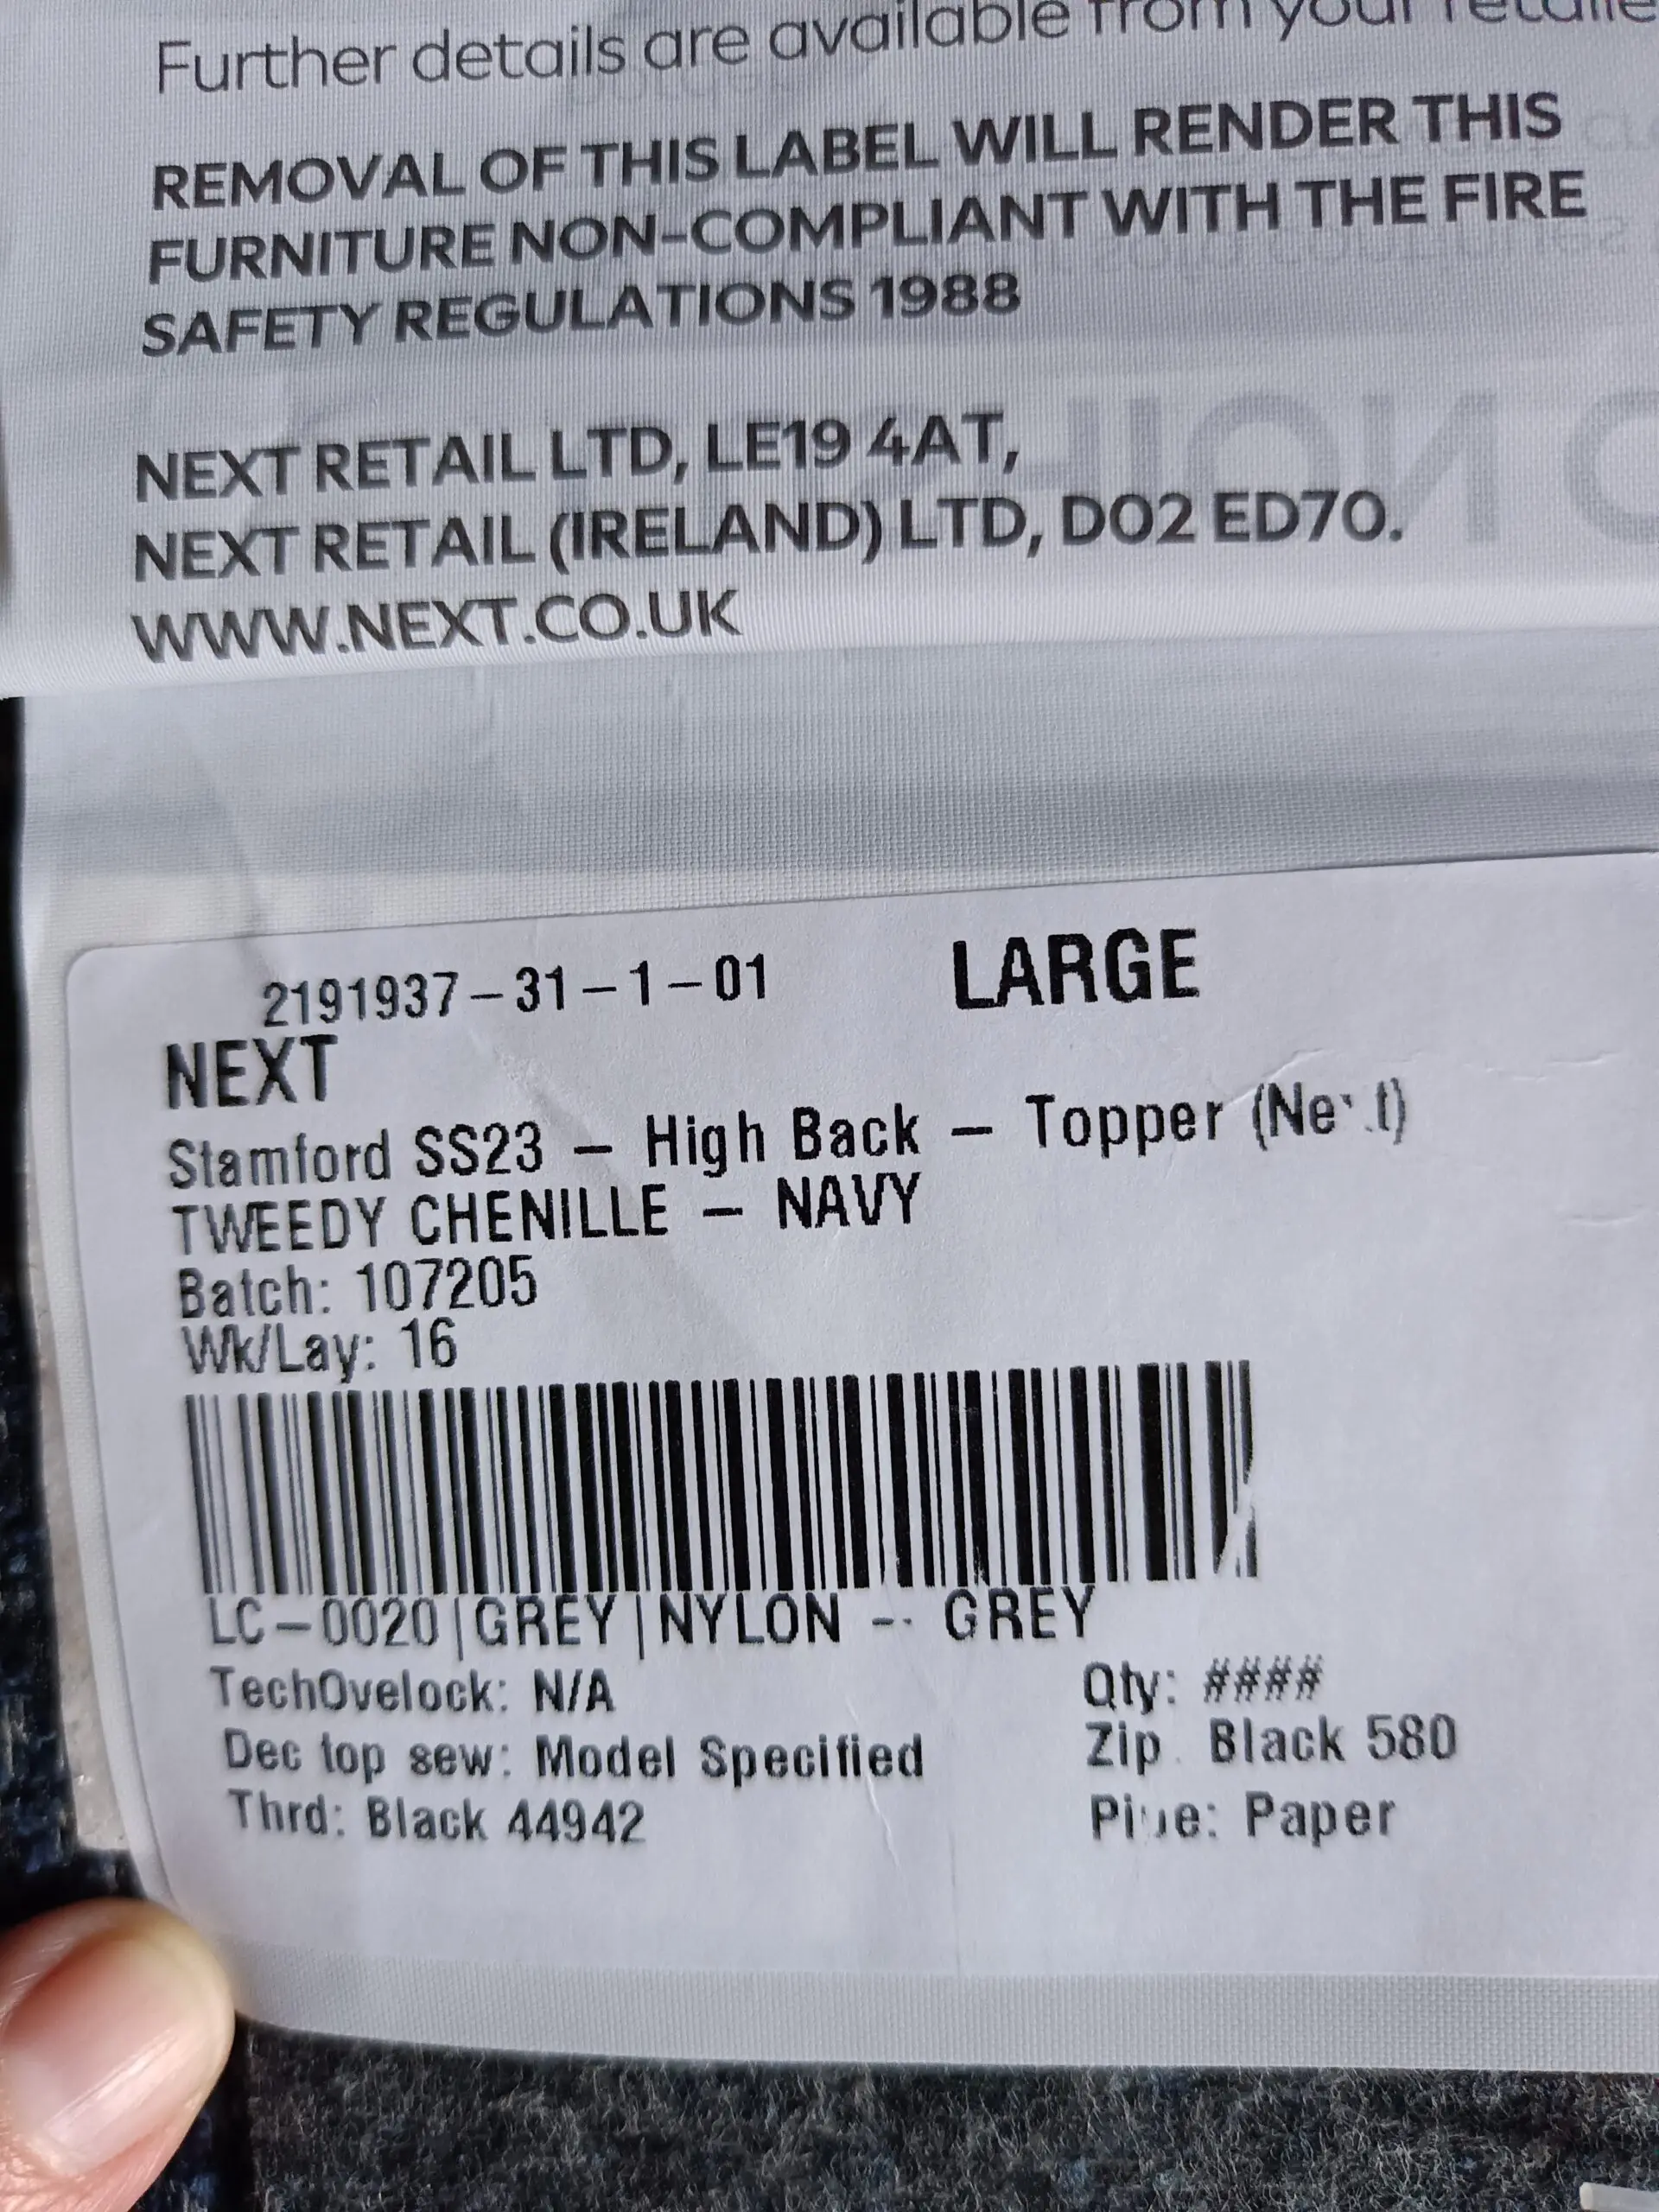 Further details are available from your
REMOVAL OF THIS LABEL WILL RENDER THIS
FURNITURE NON-COMPLIANT WITH THE FIRE
SAFETY REGULATIONS 1988
NEXT RETAIL LTD, LE19 4AT,
NEXT RETAIL (IRELAND) LTD, D02 ED70.
WWW.NEXT.CO.UK
2191937-31-1-01 LARGE
NEXT
Stamford SS23 - High Back - Topper (Next)
TWEEDY CHENILLE - NAVY
Batch: 107205
Wk/Lay: 16
LC-0020|GREY|NYLON -- GREY
TechOvelock: N/A Qty: ####
Dec top sew: Model Specified Zip. Black 580
Thrd: Black 44942 Paper